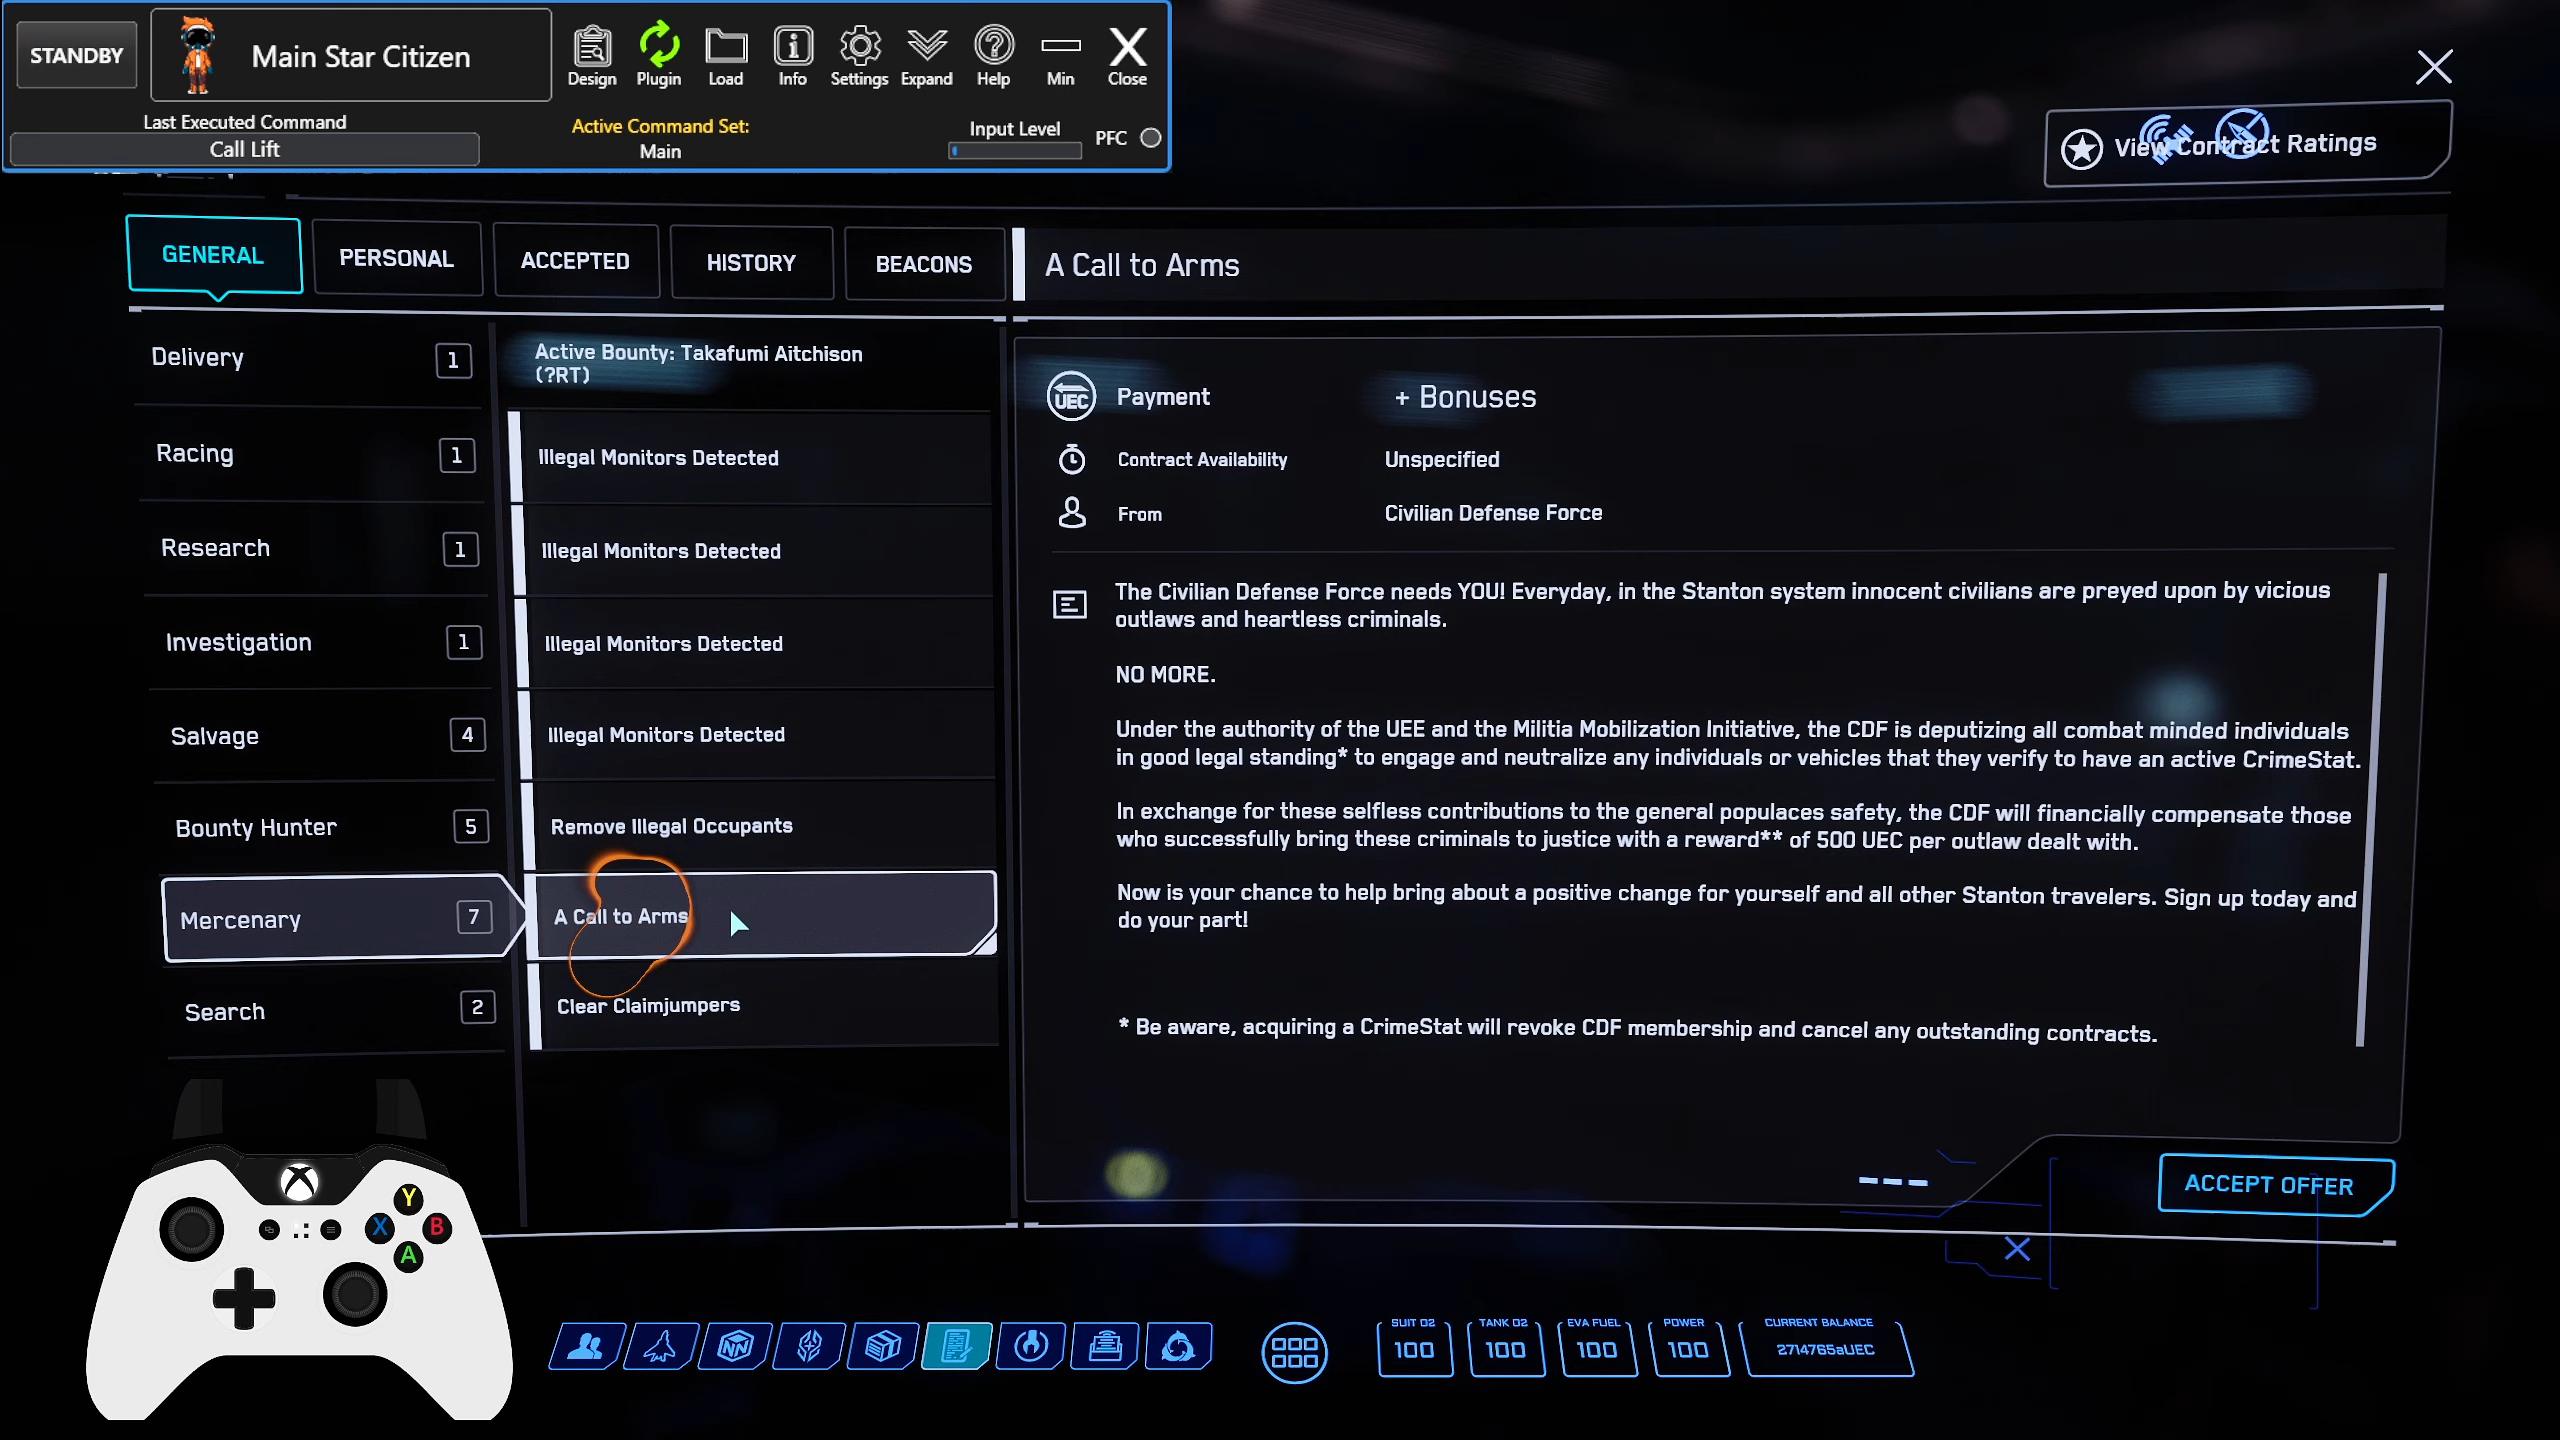 STANDBY
Main Star Citizen
Design
Plugin
Load
Info
Settings
Expand
Help
Min
Close
Last Executed Command
Call Lift
Active Command Set:
Main
Input Level
PFC
View Contract Ratings
GENERAL
PERSONAL
ACCEPTED
HISTORY
BEACONS
A Call to Arms
Delivery 1
Racing 1
Research 1
Investigation 1
Salvage 4
Bounty Hunter 5
Mercenary 7
Search 2
Active Bounty: Takafumi Aitchison
(?RT)
Illegal Monitors Detected
Illegal Monitors Detected
Illegal Monitors Detected
Illegal Monitors Detected
Remove Illegal Occupants
A Call to Arms
Clear Claimjumpers
UEC
Payment
+ Bonuses
Contract Availability
Unspecified
From
Civilian Defense Force
The Civilian Defense Force needs YOU! Everyday, in the Stanton system innocent civilians are preyed upon by vicious
outlaws and heartless criminals.
NO MORE.
Under the authority of the UEE and the Militia Mobilization Initiative, the CDF is deputizing all combat minded individuals
in good legal standing* to engage and neutralize any individuals or vehicles that they verify to have an active CrimeStat.
In exchange for these selfless contributions to the general populaces safety, the CDF will financially compensate those
who successfully bring these criminals to justice with a reward** of 500 UEC per outlaw dealt with.
Now is your chance to help bring about a positive change for yourself and all other Stanton travelers. Sign up today and
do your part!
* Be aware, acquiring a CrimeStat will revoke CDF membership and cancel any outstanding contracts.
ACCEPT OFFER
Y
X
B
A
NN
SUIT O2
100
TANK O2
100
EVA FUEL
100
POWER
100
CURRENT BALANCE
2714765aUEC